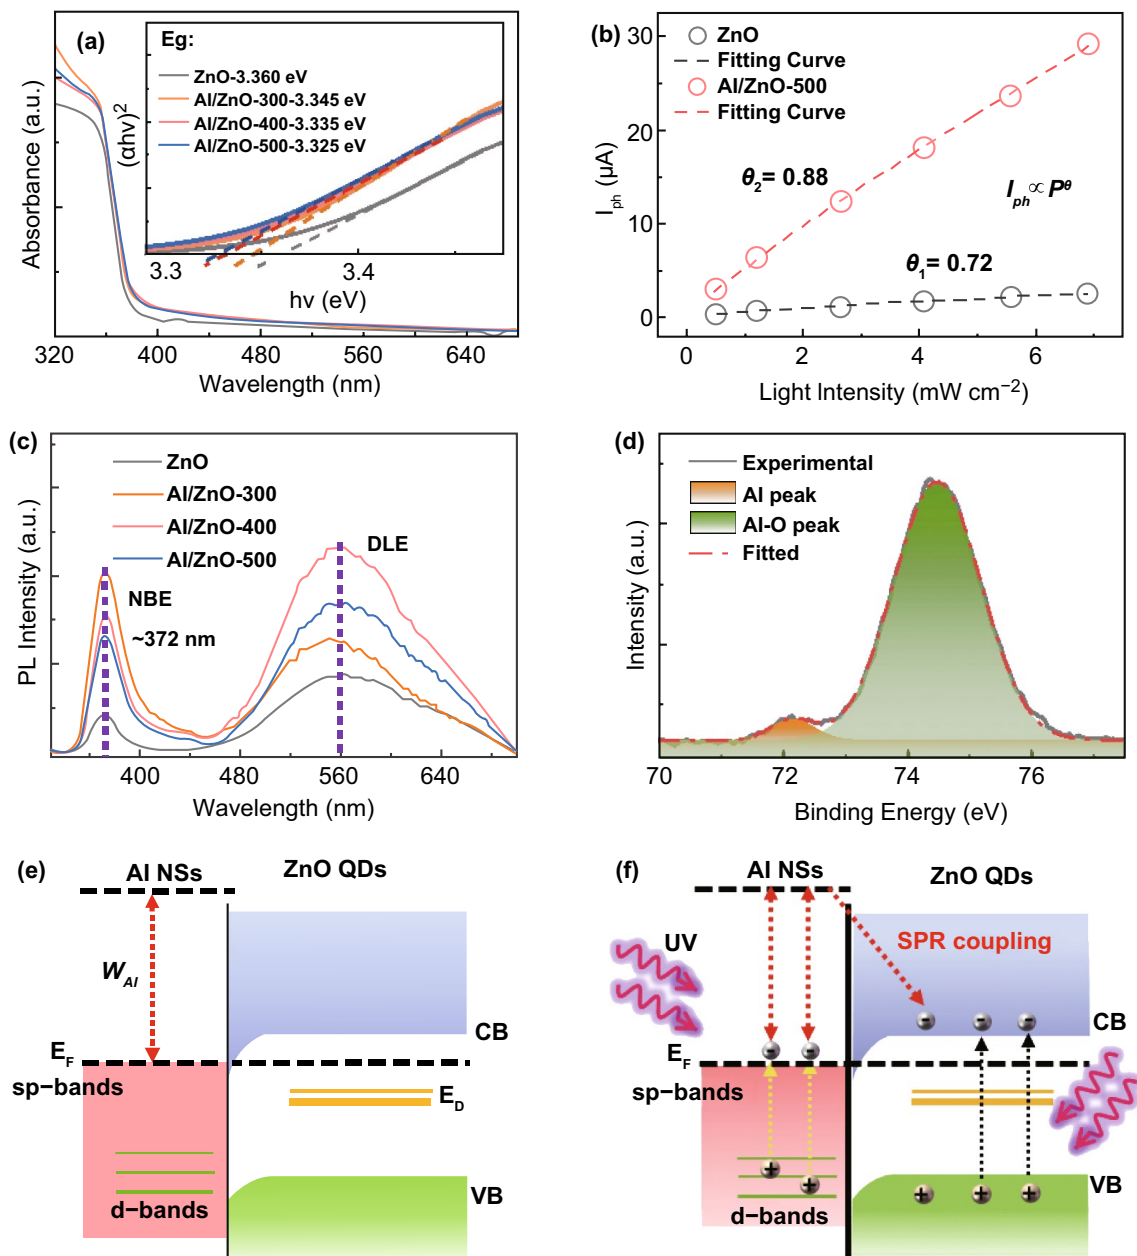 (a)
Eg:
ZnO-3.360 eV
Al/ZnO-300-3.345 eV
Al/ZnO-400-3.335 eV
Al/ZnO-500-3.325 eV
(αhv)²
3.3 3.4
hv (eV)
Absorbance (a.u.)
320 400 480 560 640
Wavelength (nm)
(b)
ZnO
Fitting Curve
Al/ZnO-500
Fitting Curve
θ₂= 0.88
I_ph ∝ P^θ
θ₁= 0.72
30
20
10
0
I_ph (µA)
0 2 4 6
Light Intensity (mW cm⁻²)
(c)
ZnO
Al/ZnO-300
Al/ZnO-400
Al/ZnO-500
NBE
~372 nm
DLE
PL Intensity (a.u.)
400 480 560 640
Wavelength (nm)
(d)
Experimental
Al peak
Al-O peak
Fitted
Intensity (a.u.)
70 72 74 76
Binding Energy (eV)
(e)
Al NSs
ZnO QDs
W_Al
CB
E_F
sp−bands
E_D
d−bands
VB
(f)
Al NSs
ZnO QDs
UV
SPR coupling
CB
E_F
sp−bands
d−bands
VB